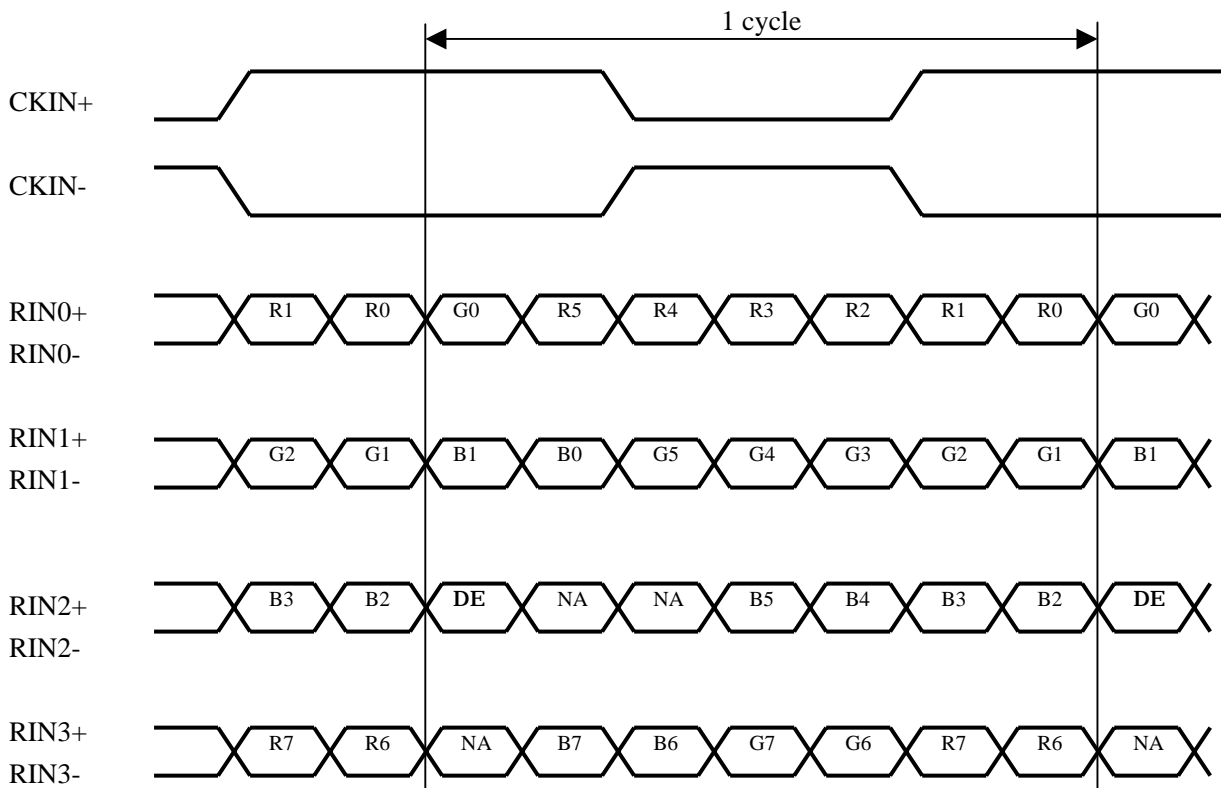 1 cycle
CKIN+
CKIN-
RIN0+ R1 R0 G0 R5 R4 R3 R2 R1 R0 G0
RIN0-
RIN1+ G2 G1 B1 B0 G5 G4 G3 G2 G1 B1
RIN1-
RIN2+ B3 B2 DE NA NA B5 B4 B3 B2 DE
RIN2-
RIN3+ R7 R6 NA B7 B6 G7 G6 R7 R6 NA
RIN3-